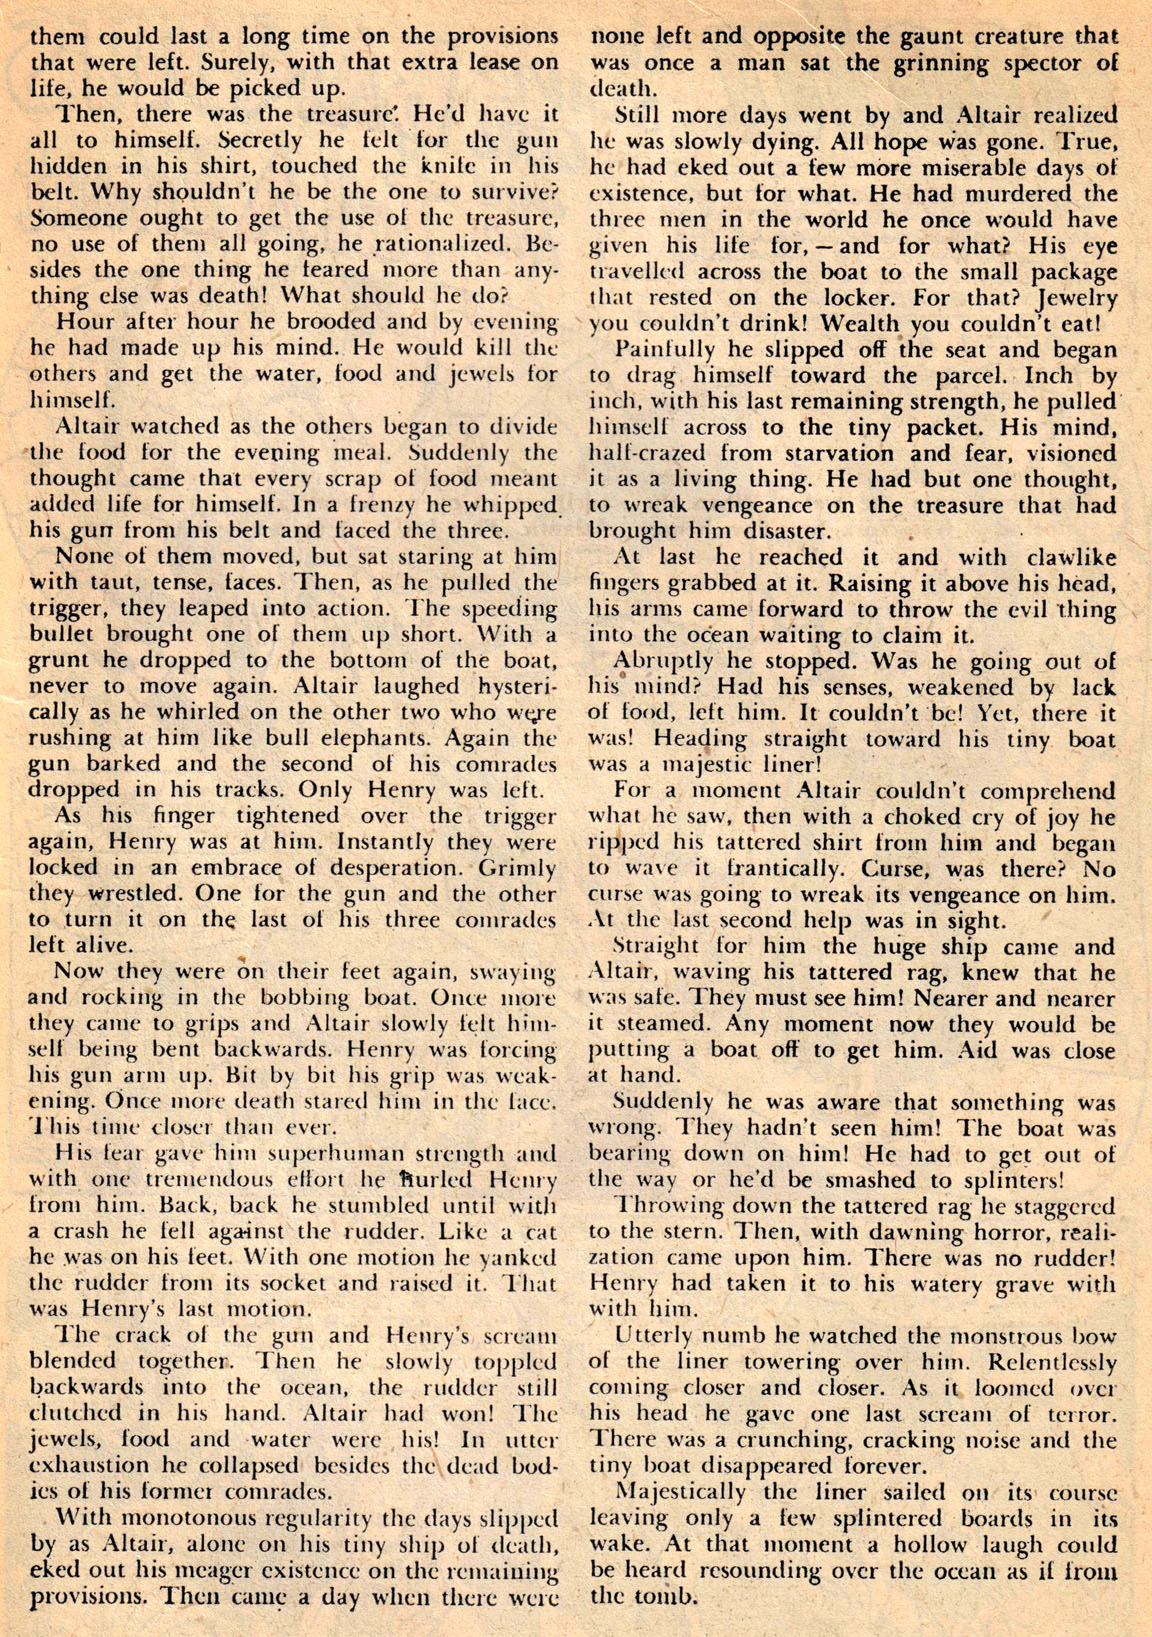 them could last a long time on the provisions
that were left. Surely, with that extra lease on
life, he would be picked up.
Then, there was the treasure. He'd have it
all to himself. Secretly he felt for the gun
hidden in his shirt, touched the knife in his
belt. Why shouldn't he be the one to survive?
Someone ought to get the use of the treasure,
no use of them all going, he rationalized. Be-
sides the one thing he feared more than any-
thing else was death! What should he do?
Hour after hour he brooded and by evening
he had made up his mind. He would kill the
others and get the water, food and jewels for
himself.
Altair watched as the others began to divide
the food for the evening meal. Suddenly the
thought came that every scrap of food meant
added life for himself. In a frenzy he whipped
his gun from his belt and faced the three.
None of them moved, but sat staring at him
with taut, tense, faces. Then, as he pulled the
trigger, they leaped into action. The speeding
bullet brought one of them up short. With a
grunt he dropped to the bottom of the boat,
never to move again. Altair laughed hysteri-
cally as he whirled on the other two who were
rushing at him like bull elephants. Again the
gun barked and the second of his comrades
dropped in his tracks. Only Henry was left.
As his finger tightened over the trigger
again, Henry was at him. Instantly they were
locked in an embrace of desperation. Grimly
they wrestled. One for the gun and the other
to turn it on the last of his three comrades
left alive.
Now they were on their feet again, swaying
and rocking in the bobbing boat. Once more
they came to grips and Altair slowly felt him-
self being bent backwards. Henry was forcing
his gun arm up. Bit by bit his grip was weak-
ening. Once more death stared him in the face.
This time closer than ever.
His fear gave him superhuman strength and
with one tremendous effort he hurled Henry
from him. Back, back he stumbled until with
a crash he fell against the rudder. Like a cat
he was on his feet. With one motion he yanked
the rudder from its socket and raised it. That
was Henry's last motion.
The crack of the gun and Henry's scream
blended together. Then he slowly toppled
backwards into the ocean, the rudder still
clutched in his hand. Altair had won! The
jewels, food and water were his! In utter
exhaustion he collapsed besides the dead bod-
ies of his former comrades.
With monotonous regularity the days slipped
by as Altair, alone on his tiny ship of death,
eked out his meager existence on the remaining
provisions. Then came a day when there were
none left and opposite the gaunt creature that
was once a man sat the grinning spector of
death.
Still more days went by and Altair realized
he was slowly dying. All hope was gone. True,
he had eked out a few more miserable days of
existence, but for what. He had murdered the
three men in the world he once would have
given his life for, — and for what? His eye
travelled across the boat to the small package
that rested on the locker. For that? Jewelry
you couldn't drink! Wealth you couldn't eat!
Painfully he slipped off the seat and began
to drag himself toward the parcel. Inch by
inch, with his last remaining strength, he pulled
himself across to the tiny packet. His mind,
half-crazed from starvation and fear, visioned
it as a living thing. He had but one thought,
to wreak vengeance on the treasure that had
brought him disaster.
At last he reached it and with clawlike
fingers grabbed at it. Raising it above his head,
his arms came forward to throw the evil thing
into the ocean waiting to claim it.
Abruptly he stopped. Was he going out of
his mind? Had his senses, weakened by lack
of food, left him. It couldn't be! Yet, there it
was! Heading straight toward his tiny boat
was a majestic liner!
For a moment Altair couldn't comprehend
what he saw, then with a choked cry of joy he
ripped his tattered shirt from him and began
to wave it frantically. Curse, was there? No
curse was going to wreak its vengeance on him.
At the last second help was in sight.
Straight for him the huge ship came and
Altair, waving his tattered rag, knew that he
was safe. They must see him! Nearer and nearer
it steamed. Any moment now they would be
putting a boat off to get him. Aid was close
at hand.
Suddenly he was aware that something was
wrong. They hadn't seen him! The boat was
bearing down on him! He had to get out of
the way or he'd be smashed to splinters!
Throwing down the tattered rag he staggered
to the stern. Then, with dawning horror, reali-
zation came upon him. There was no rudder!
Henry had taken it to his watery grave with
with him.
Utterly numb he watched the monstrous bow
of the liner towering over him. Relentlessly
coming closer and closer. As it loomed over
his head he gave one last scream of terror.
There was a crunching, cracking noise and the
tiny boat disappeared forever.
Majestically the liner sailed on its course
leaving only a few splintered boards in its
wake. At that moment a hollow laugh could
be heard resounding over the ocean as if from
the tomb.